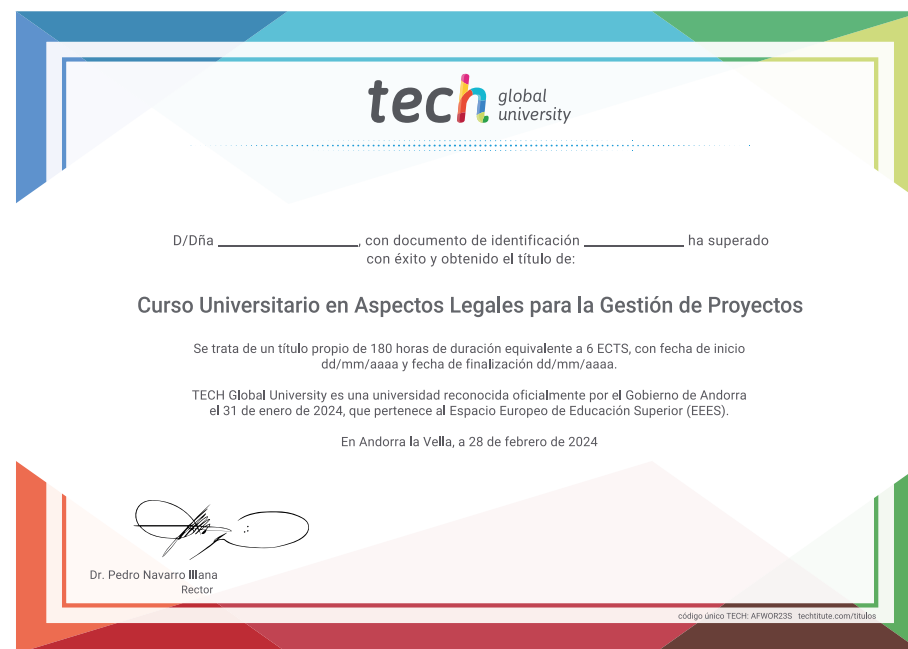 tech global university
D/Dña ____________________, con documento de identificación ______________ ha superado
con éxito y obtenido el título de:
Curso Universitario en Aspectos Legales para la Gestión de Proyectos
Se trata de un título propio de 180 horas de duración equivalente a 6 ECTS, con fecha de inicio
dd/mm/aaaa y fecha de finalización dd/mm/aaaa.
TECH Global University es una universidad reconocida oficialmente por el Gobierno de Andorra
el 31 de enero de 2024, que pertenece al Espacio Europeo de Educación Superior (EEES).
En Andorra la Vella, a 28 de febrero de 2024
Dr. Pedro Navarro Illana
Rector
código único TECH: AFWOR23S techtitute.com/titulos